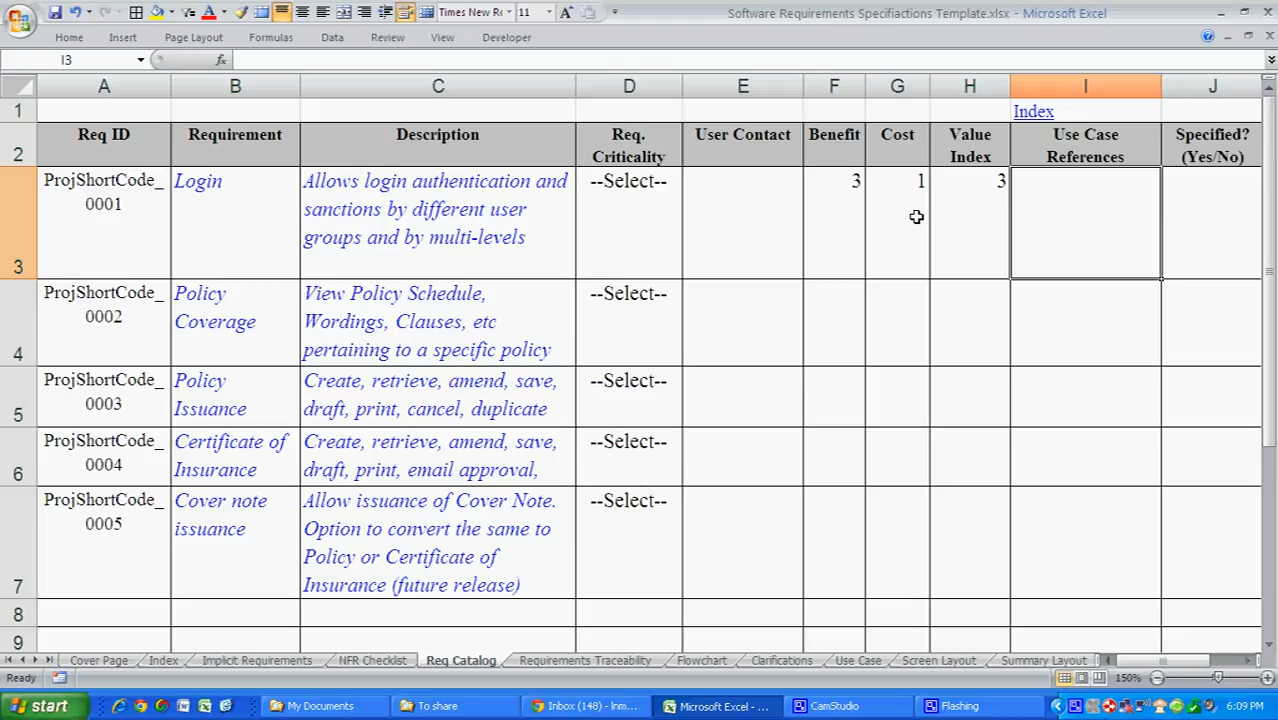 Software Requirements Specifiactions Template.xlsx - Microsoft Excel
Times New Ro 11
Home Insert Page Layout Formulas Data Review View Developer
I3 fx
A B C D E F G H I J
1 Index
2 Req ID Requirement Description Req. Criticality User Contact Benefit Cost Value Index Use Case References Specified? (Yes/No)
3 ProjShortCode_ 0001 Login Allows login authentication and sanctions by different user groups and by multi-levels --Select-- 3 1 3
4 ProjShortCode_ 0002 Policy Coverage View Policy Schedule, Wordings, Clauses, etc pertaining to a specific policy --Select--
5 ProjShortCode_ 0003 Policy Issuance Create, retrieve, amend, save, draft, print, cancel, duplicate --Select--
6 ProjShortCode_ 0004 Certificate of Insurance Create, retrieve, amend, save, draft, print, email approval, --Select--
7 ProjShortCode_ 0005 Cover note issuance Allow issuance of Cover Note. Option to convert the same to Policy or Certificate of Insurance (future release) --Select--
8
9
Cover Page Index Implicit Requirements NFR Checklist Req Catalog Requirements Traceability Flowchart Clarifications Use Case Screen Layout Summary Layout
Ready 150%
start My Documents To share Inbox (148) - lnm... Microsoft Excel - ... CamStudio Flashing 6:09 PM